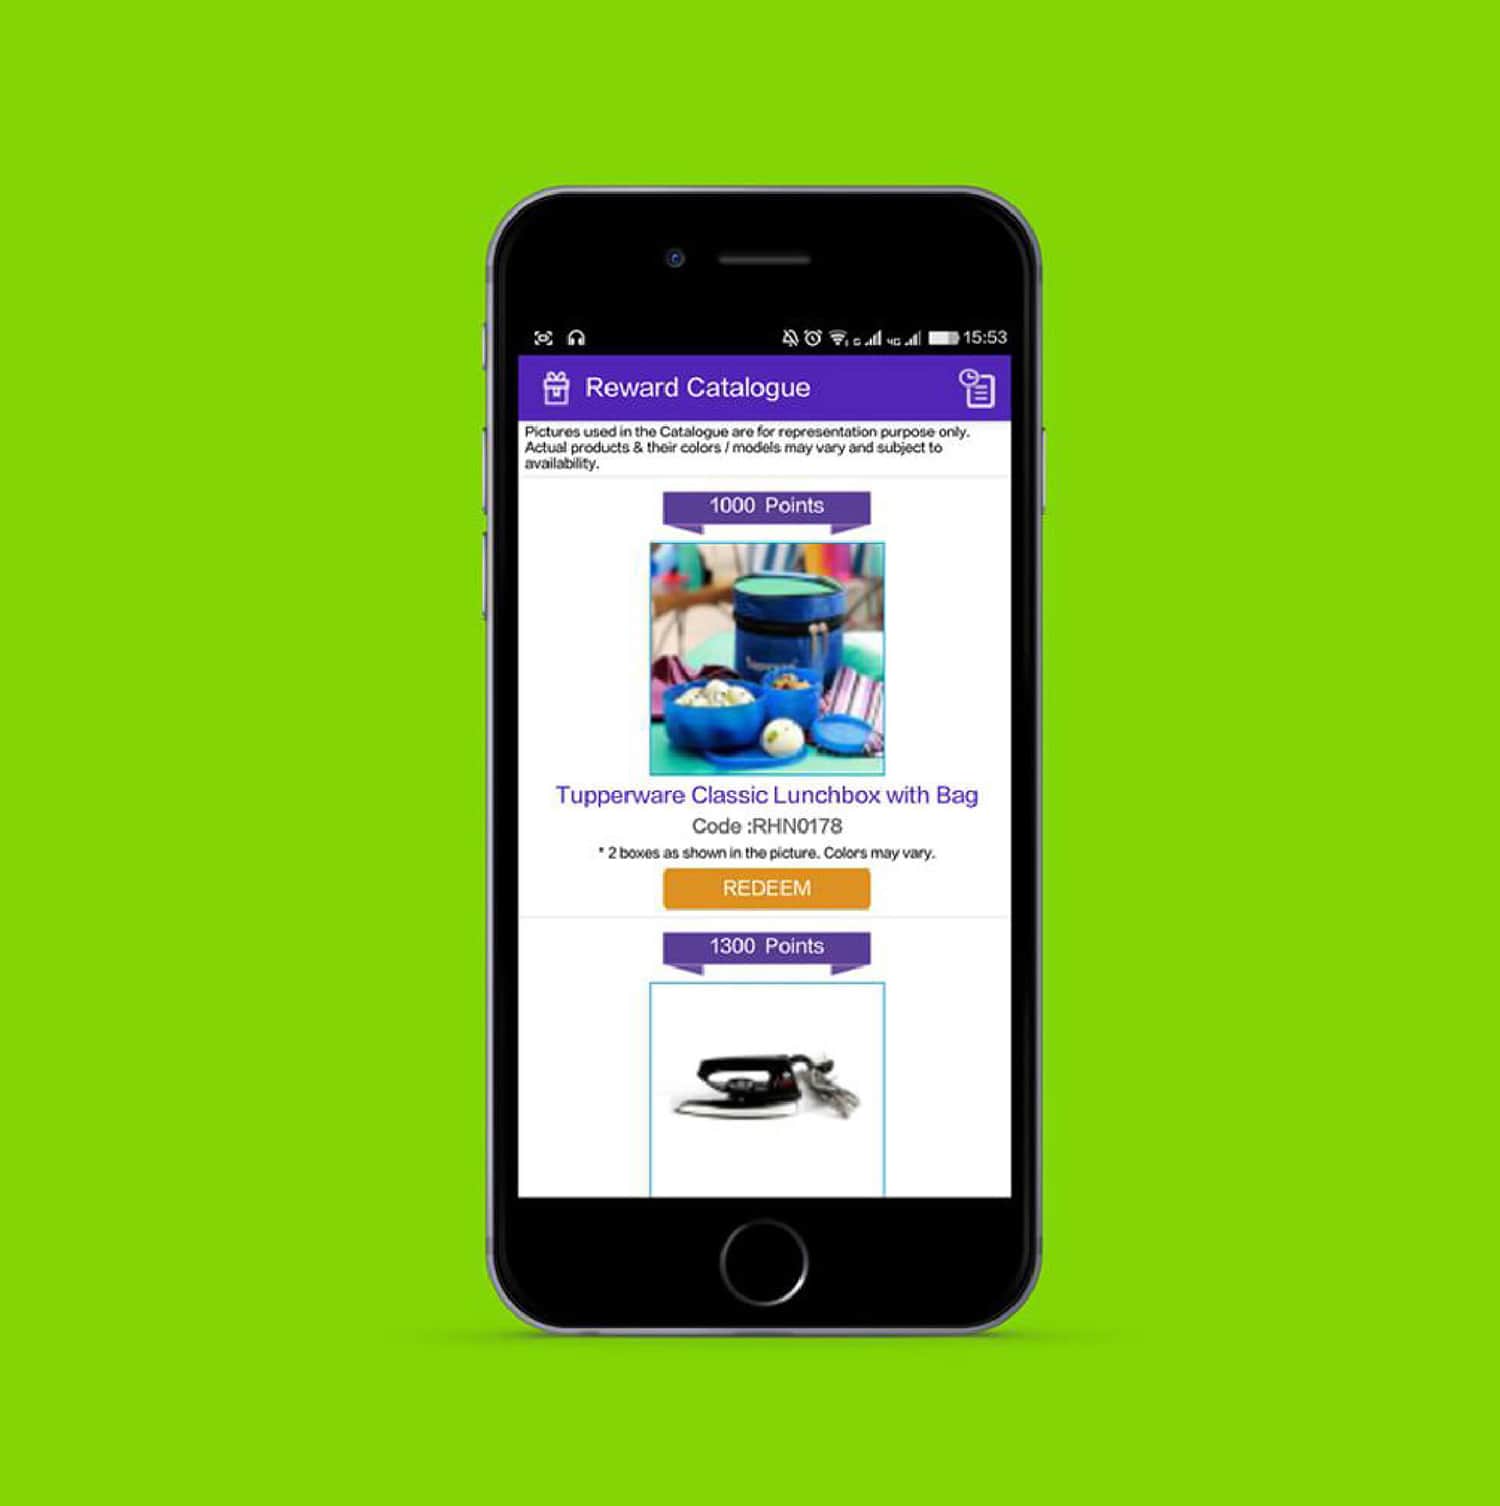 15:53
Reward Catalogue
Pictures used in the Catalogue are for representation purpose only.
Actual products & their colors / models may vary and subject to
availability.
1000 Points
Tupperware Classic Lunchbox with Bag
Code :RHN0178
* 2 boxes as shown in the picture. Colors may vary.
REDEEM
1300 Points